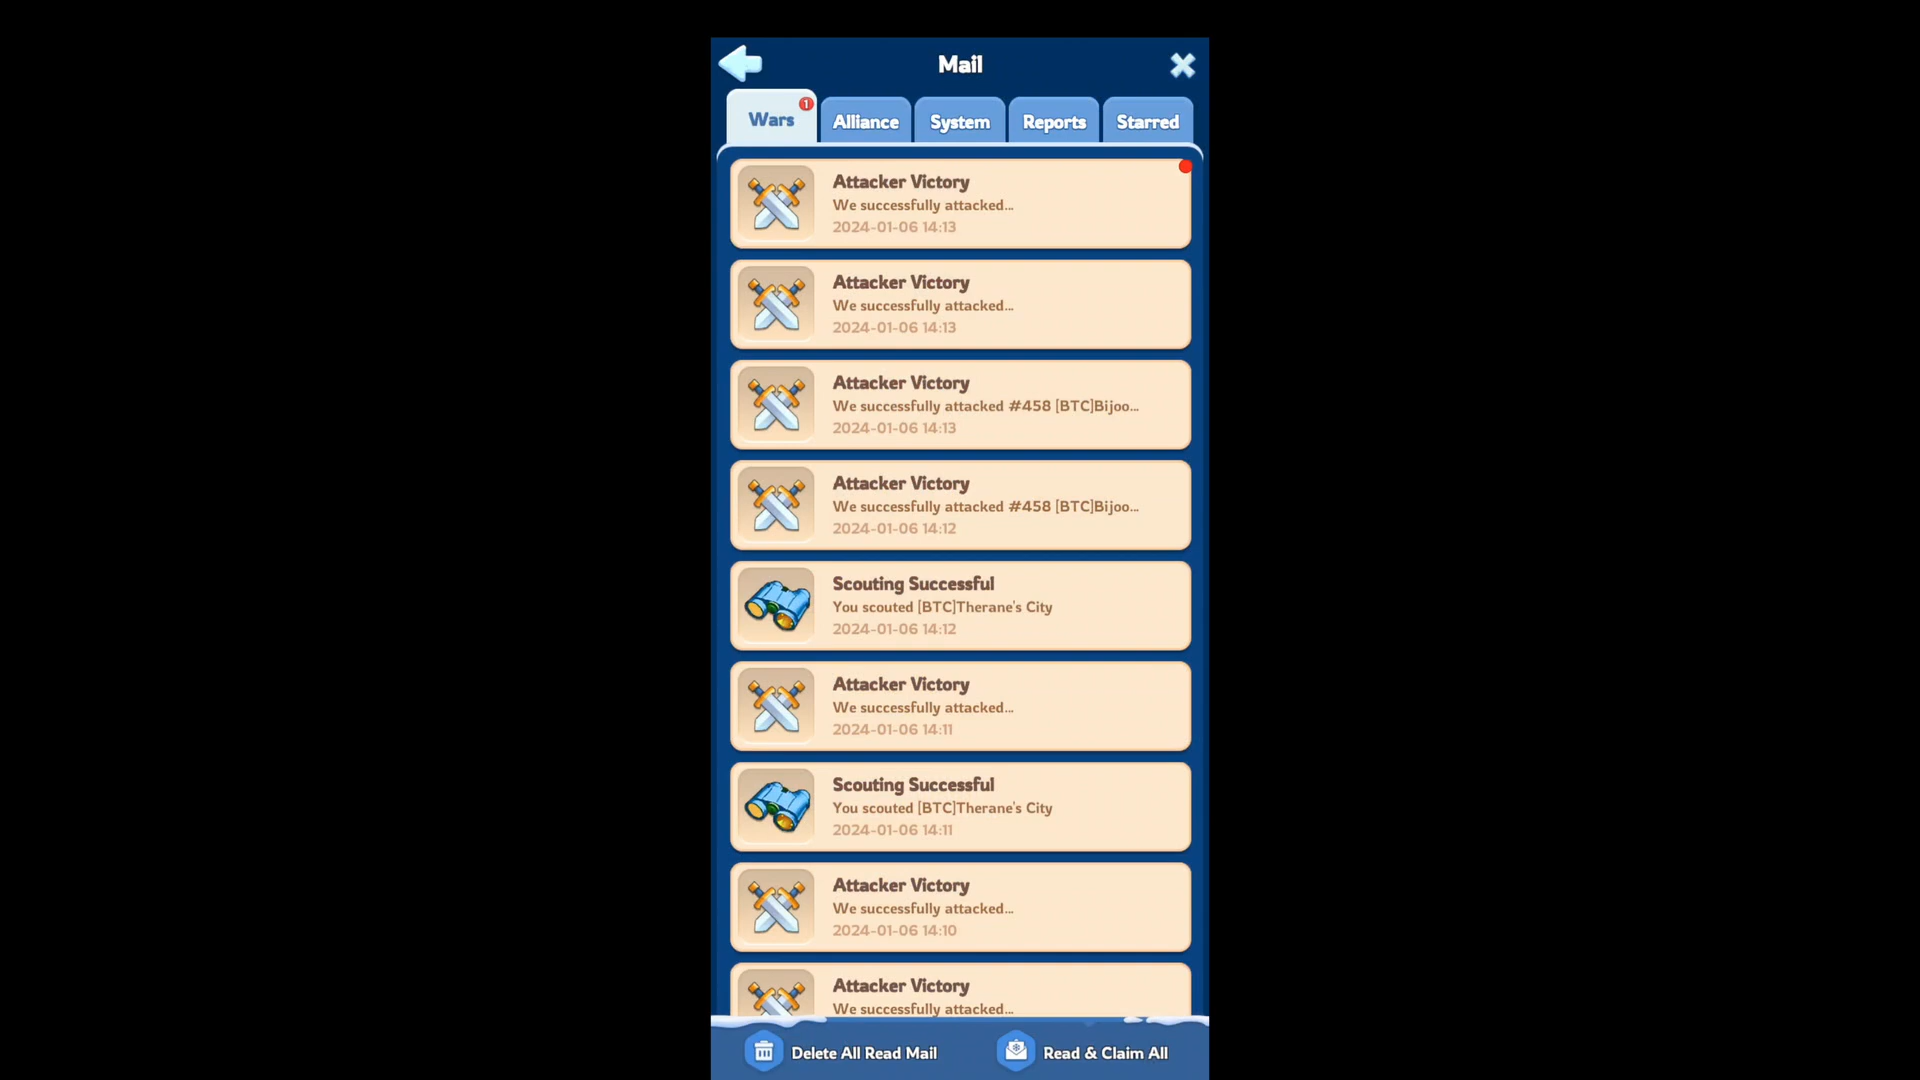 Mail
Wars
1
Alliance
System
Reports
Starred
Attacker Victory
We successfully attacked...
2024-01-06 14:13
Attacker Victory
We successfully attacked...
2024-01-06 14:13
Attacker Victory
We successfully attacked #458 [BTC]Bijoo...
2024-01-06 14:13
Attacker Victory
We successfully attacked #458 [BTC]Bijoo...
2024-01-06 14:12
Scouting Successful
You scouted [BTC]Therane's City
2024-01-06 14:12
Attacker Victory
We successfully attacked...
2024-01-06 14:11
Scouting Successful
You scouted [BTC]Therane's City
2024-01-06 14:11
Attacker Victory
We successfully attacked...
2024-01-06 14:10
Attacker Victory
We successfully attacked...
Delete All Read Mail
Read & Claim All